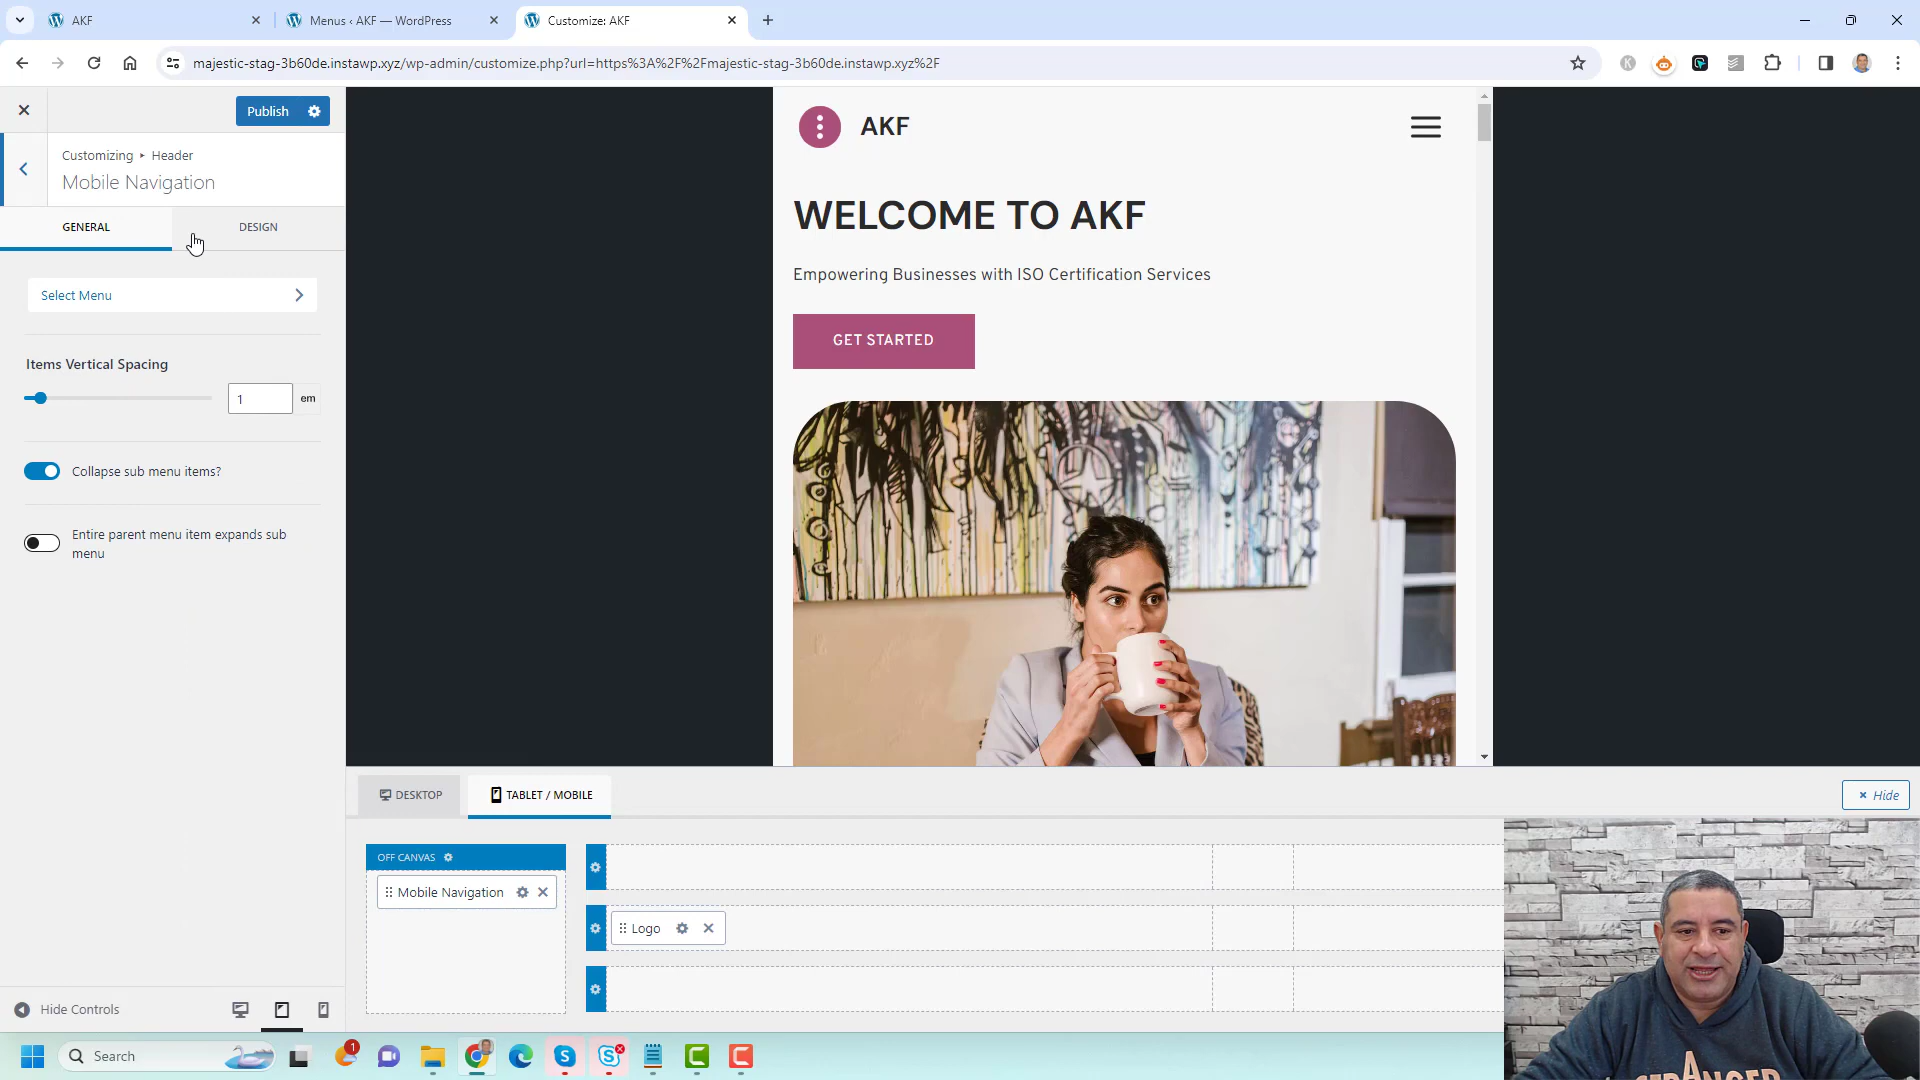 AKF
Menus ‹ AKF — WordPress
Customize: AKF
majestic-stag-3b60de.instawp.xyz/wp-admin/customize.php?url=https%3A%2F%2Fmajestic-stag-3b60de.instawp.xyz%2F
Publish
Customizing ▸ Header
Mobile Navigation
GENERAL
DESIGN
Select Menu
Items Vertical Spacing
1
em
Collapse sub menu items?
Entire parent menu item expands sub
menu
Hide Controls
AKF
WELCOME TO AKF
Empowering Businesses with ISO Certification Services
GET STARTED
DESKTOP
TABLET / MOBILE
× Hide
OFF CANVAS
Mobile Navigation
Logo
Search
1
STRANGER